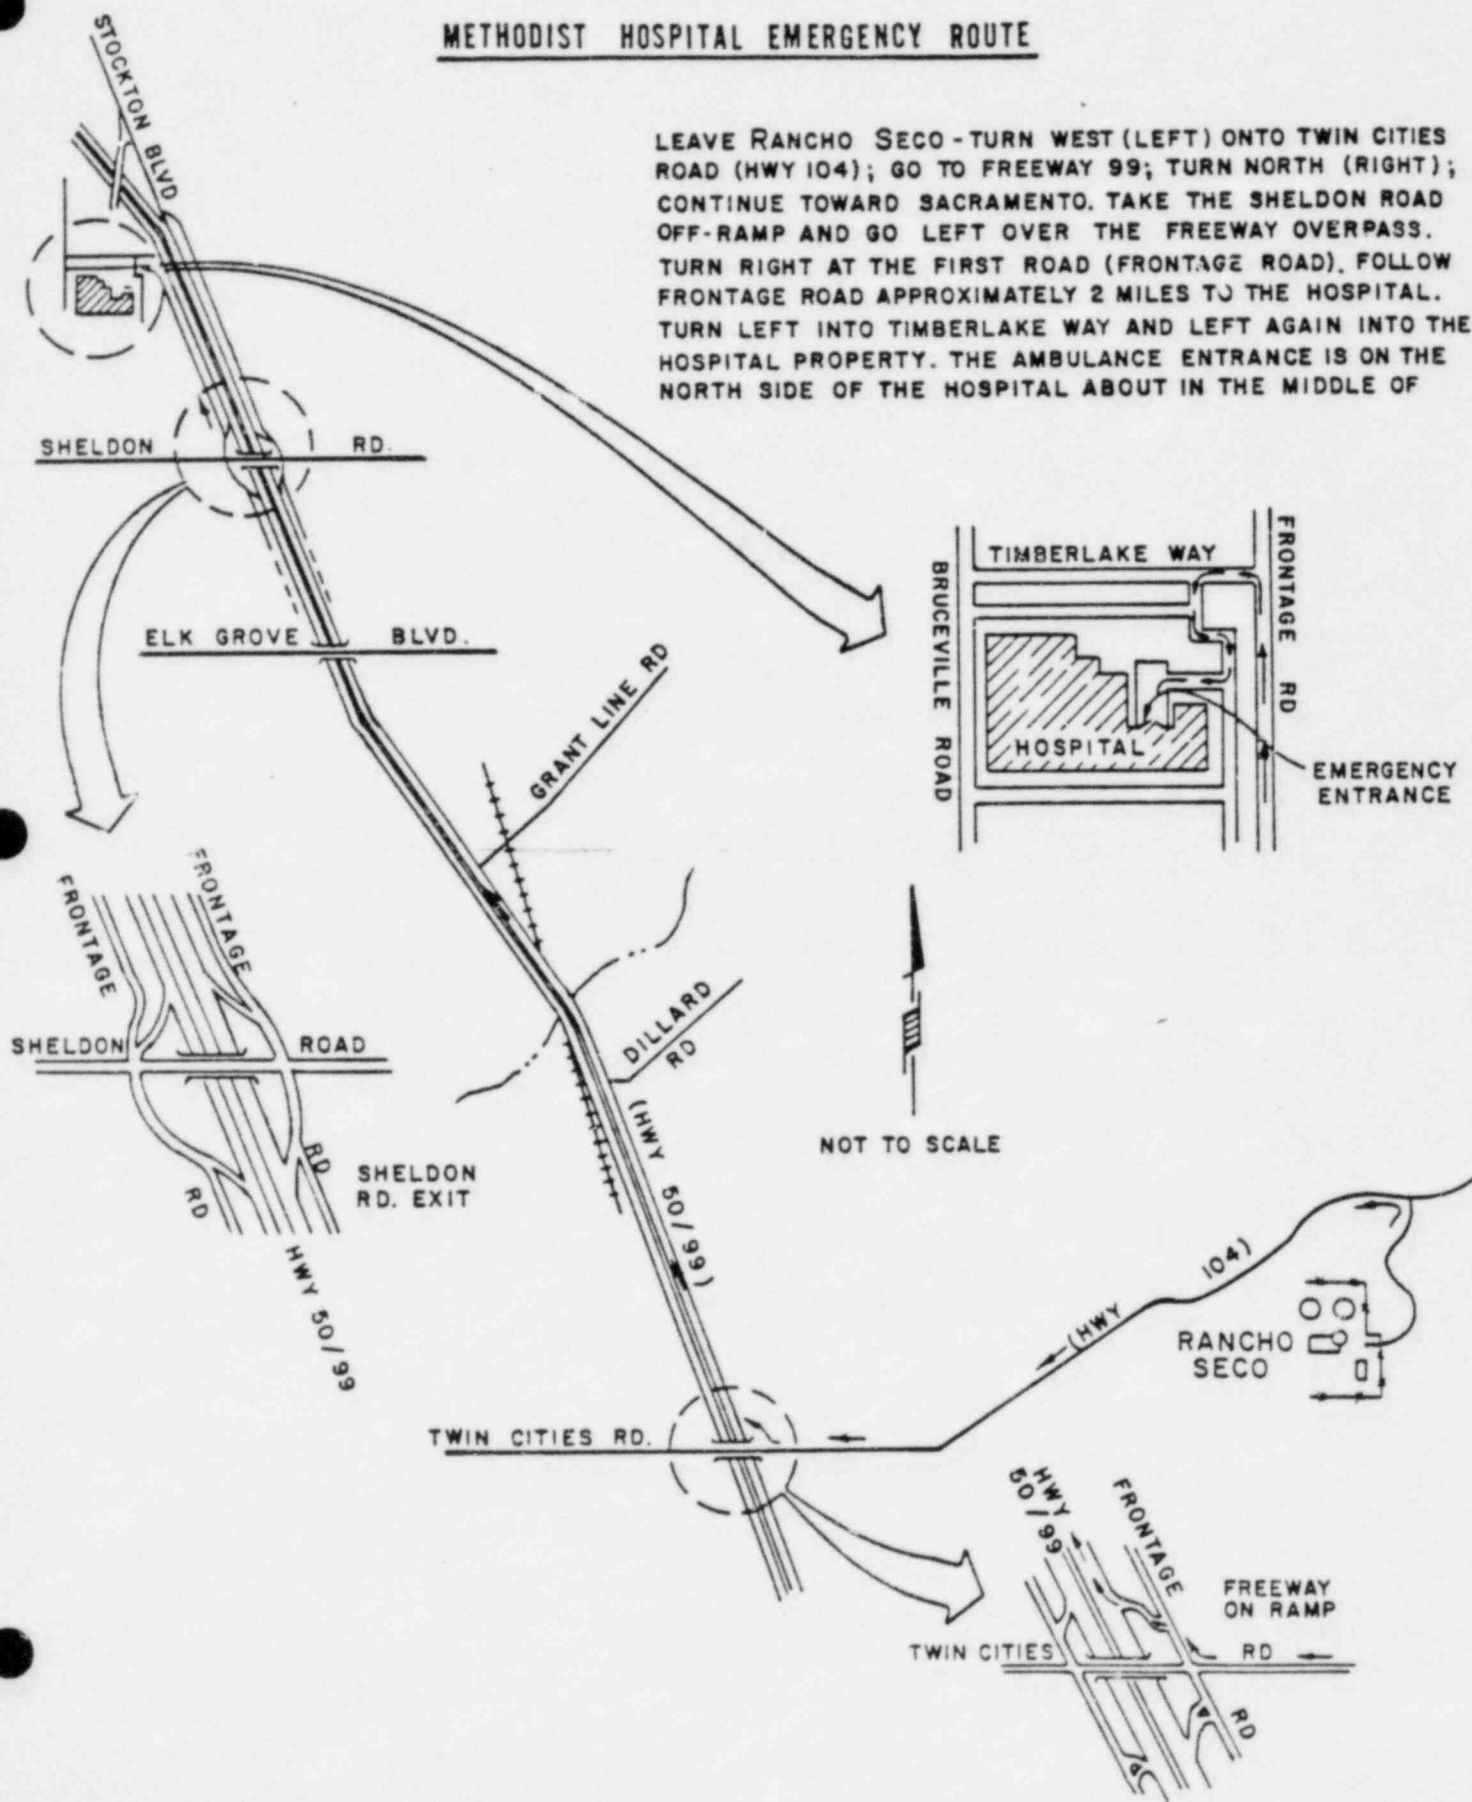 METHODIST HOSPITAL EMERGENCY ROUTE
LEAVE RANCHO SECO - TURN WEST (LEFT) ONTO TWIN CITIES
ROAD (HWY 104); GO TO FREEWAY 99; TURN NORTH (RIGHT);
CONTINUE TOWARD SACRAMENTO. TAKE THE SHELDON ROAD
OFF-RAMP AND GO LEFT OVER THE FREEWAY OVERPASS.
TURN RIGHT AT THE FIRST ROAD (FRONTAGE ROAD). FOLLOW
FRONTAGE ROAD APPROXIMATELY 2 MILES TO THE HOSPITAL.
TURN LEFT INTO TIMBERLAKE WAY AND LEFT AGAIN INTO THE
HOSPITAL PROPERTY. THE AMBULANCE ENTRANCE IS ON THE
NORTH SIDE OF THE HOSPITAL ABOUT IN THE MIDDLE OF
STOCKTON BLVD
SHELDON RD.
ELK GROVE BLVD.
GRANT LINE RD
TIMBERLAKE WAY
BRUCEVILLE ROAD
FRONTAGE RD
HOSPITAL
EMERGENCY
ENTRANCE
FRONTAGE RD
FRONTAGE RD
SHELDON ROAD
SHELDON
RD. EXIT
HWY 50/99
DILLARD
RD
(HWY 50/99)
NOT TO SCALE
(HWY 104)
RANCHO
SECO
TWIN CITIES RD.
HWY
50/99
FRONTAGE RD
FREEWAY
ON RAMP
TWIN CITIES RD